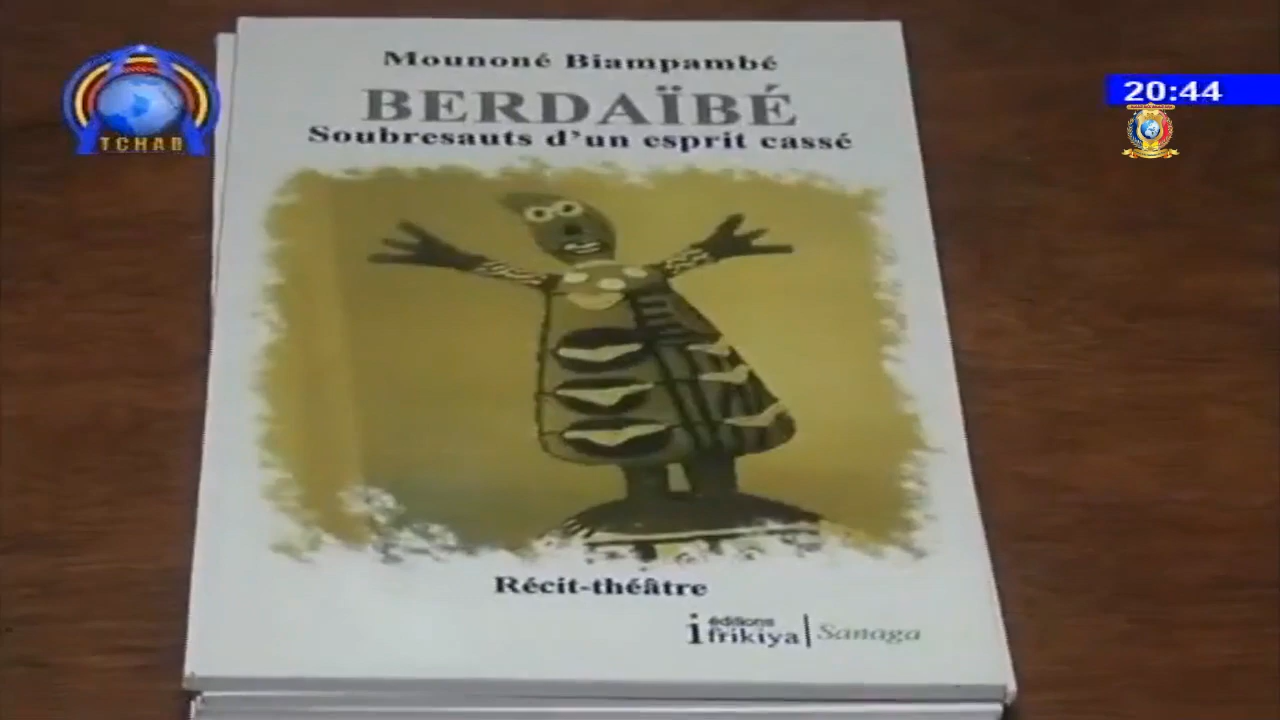 Mounoné Biampambé
BERDAÏBÉ
Soubresauts d'un esprit cassé
TCHAD
20:44
Récit-théâtre
éditions
ifrikiya
Sanaga